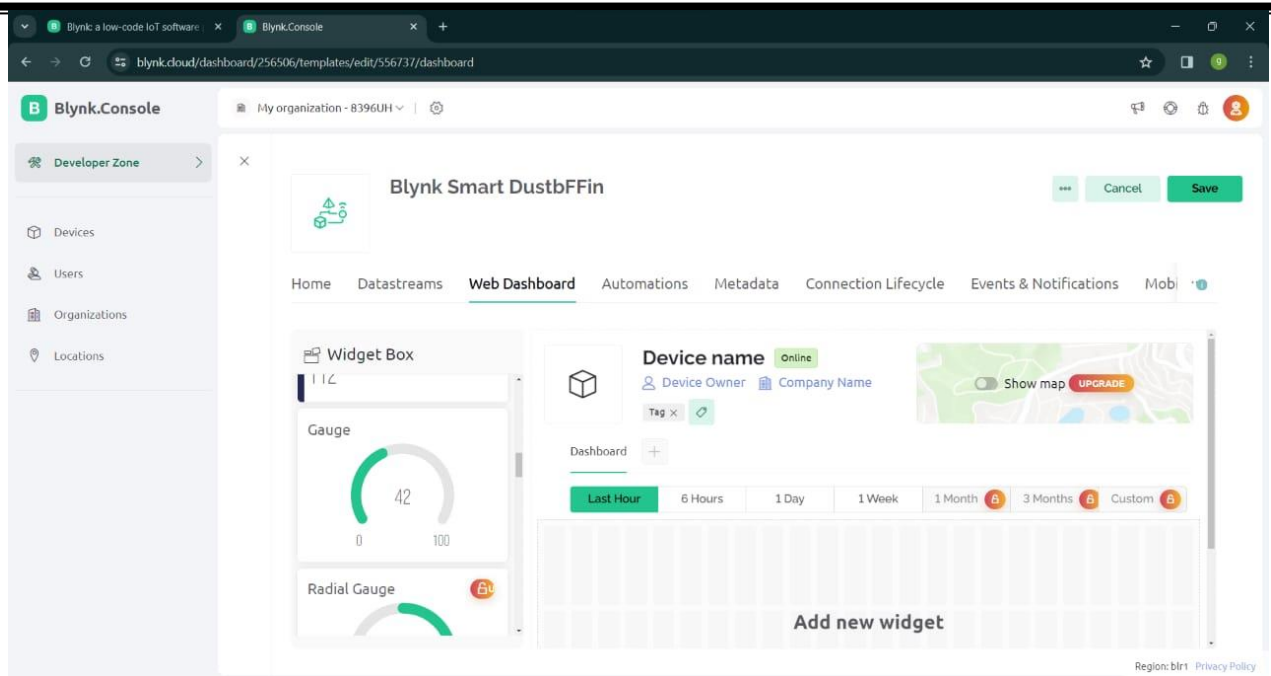 Blynk: a low-code IoT software
Blynk.Console
blynk.cloud/dashboard/256506/templates/edit/556737/dashboard
g
B Blynk.Console
My organization - 8396UH
Developer Zone
Blynk Smart DustbFFin
Cancel
Save
Devices
Users
Organizations
Locations
Home
Datastreams
Web Dashboard
Automations
Metadata
Connection Lifecycle
Events & Notifications
Mobi
Widget Box
112
Gauge
42
0
100
Radial Gauge
Device name
Online
Device Owner
Company Name
Tag
Show map
UPGRADE
Dashboard
Last Hour
6 Hours
1 Day
1 Week
1 Month
3 Months
Custom
Add new widget
Region: blr1 Privacy Policy